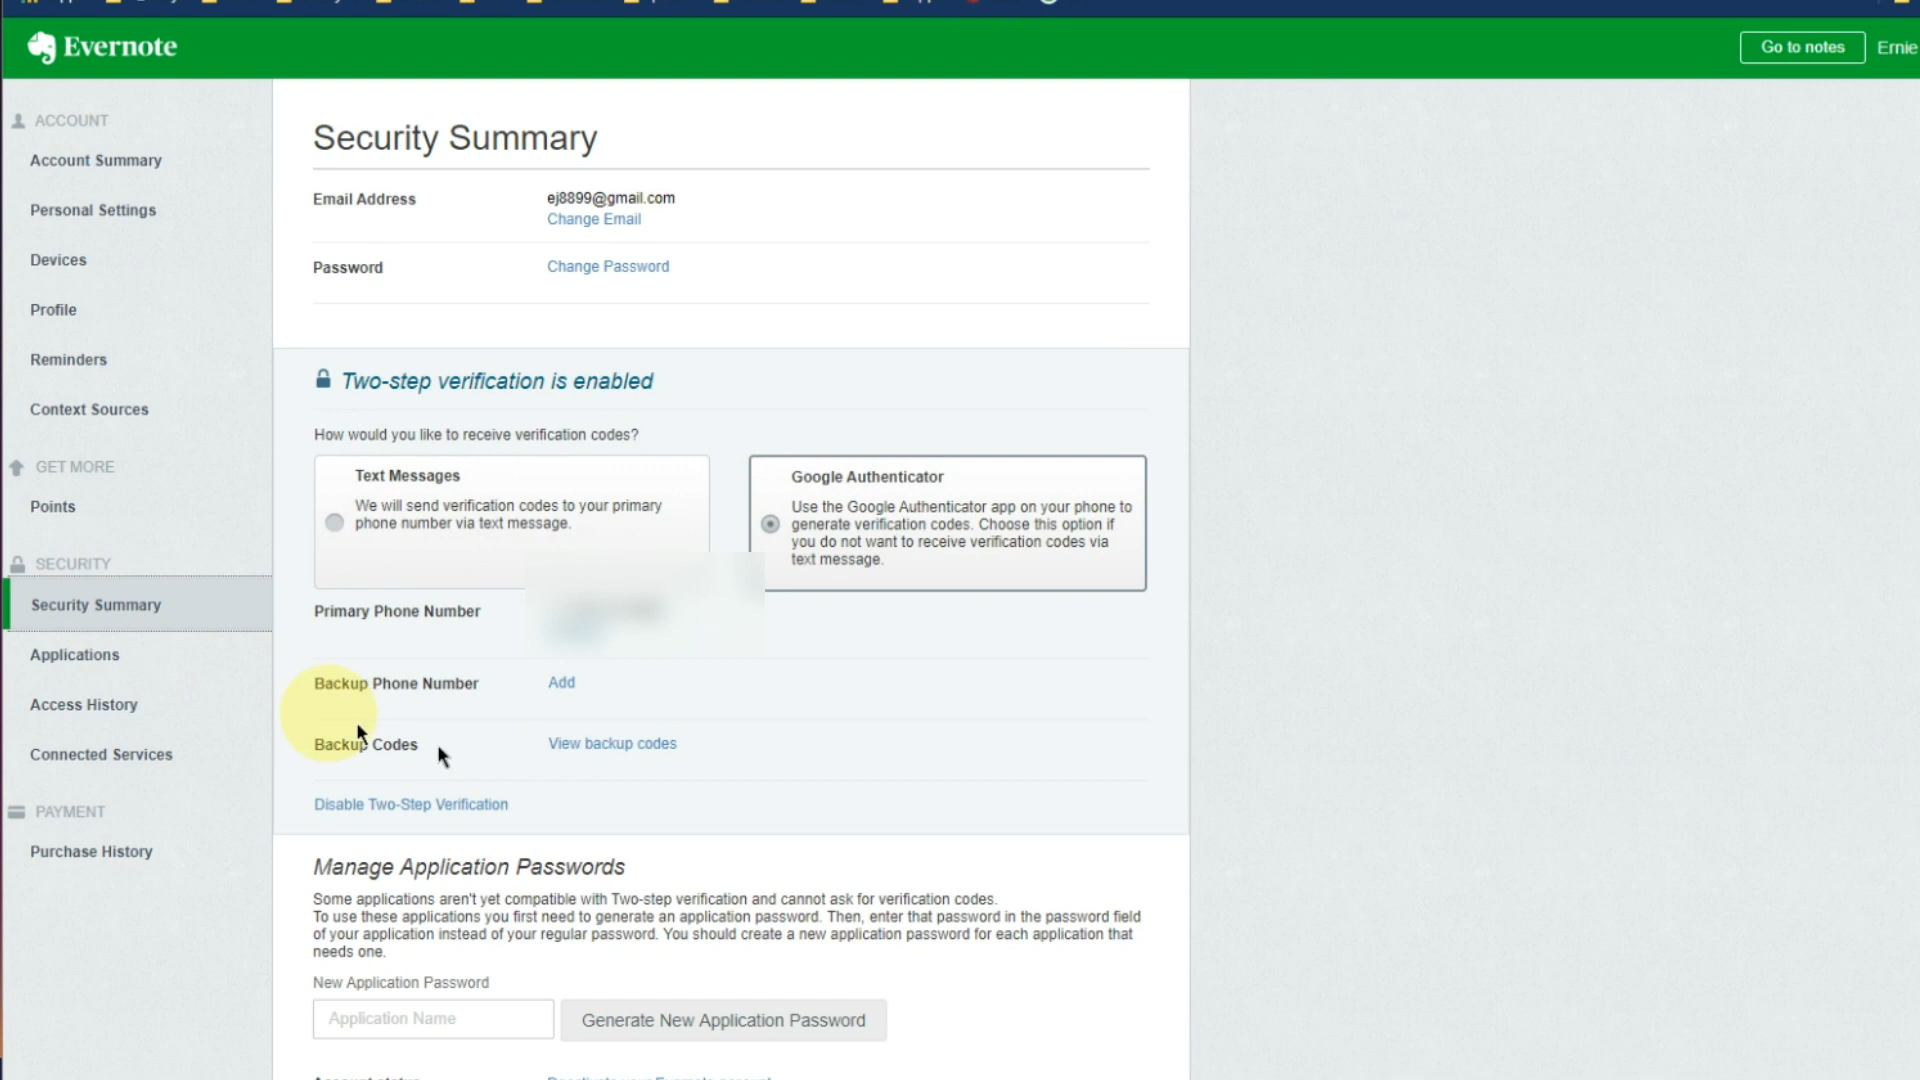 Evernote
Go to notes
Ernie
ACCOUNT
Account Summary
Personal Settings
Devices
Profile
Reminders
Context Sources
GET MORE
Points
SECURITY
Security Summary
Applications
Access History
Connected Services
PAYMENT
Purchase History
Security Summary
Email Address
ej8899@gmail.com
Change Email
Password
Change Password
Two-step verification is enabled
How would you like to receive verification codes?
Text Messages
We will send verification codes to your primary
phone number via text message.
Google Authenticator
Use the Google Authenticator app on your phone to
generate verification codes. Choose this option if
you do not want to receive verification codes via
text message.
Primary Phone Number
Backup Phone Number
Add
Backup Codes
View backup codes
Disable Two-Step Verification
Manage Application Passwords
Some applications aren't yet compatible with Two-step verification and cannot ask for verification codes.
To use these applications you first need to generate an application password. Then, enter that password in the password field
of your application instead of your regular password. You should create a new application password for each application that
needs one.
New Application Password
Application Name
Generate New Application Password